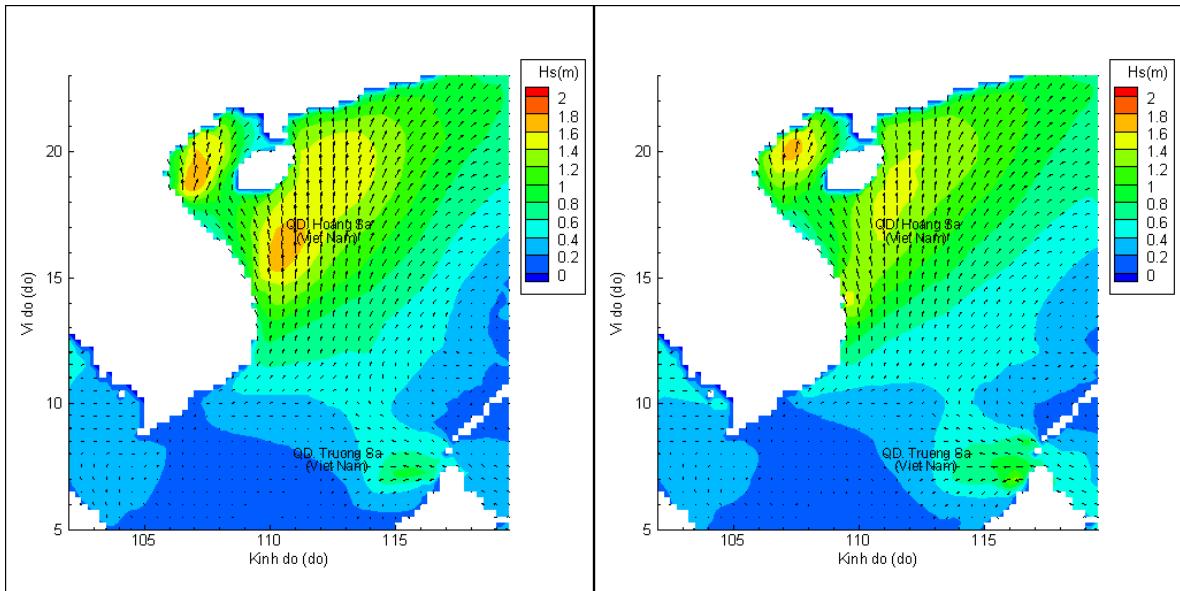 Hs(m)
2
1.8
1.6
1.4
1.2
1
0.8
0.6
0.4
0.2
0
20
15
10
5
Vi do (do)
QD. Hoang Sa
(Viet Nam)
QD. Truong Sa
(Viet Nam)
105
110
115
Kinh do (do)
Hs(m)
2
1.8
1.6
1.4
1.2
1
0.8
0.6
0.4
0.2
0
20
15
10
5
Vi do (do)
QD. Hoang Sa
(Viet Nam)
QD. Truong Sa
(Viet Nam)
105
110
115
Kinh do (do)